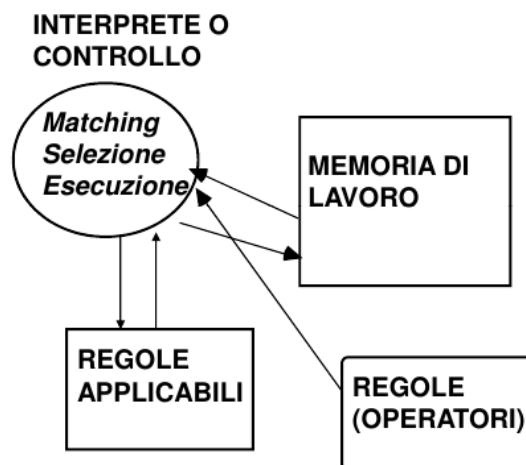 INTERPRETE O
CONTROLLO
Matching
Selezione
Esecuzione
MEMORIA DI
LAVORO
REGOLE
APPLICABILI
REGOLE
(OPERATORI)